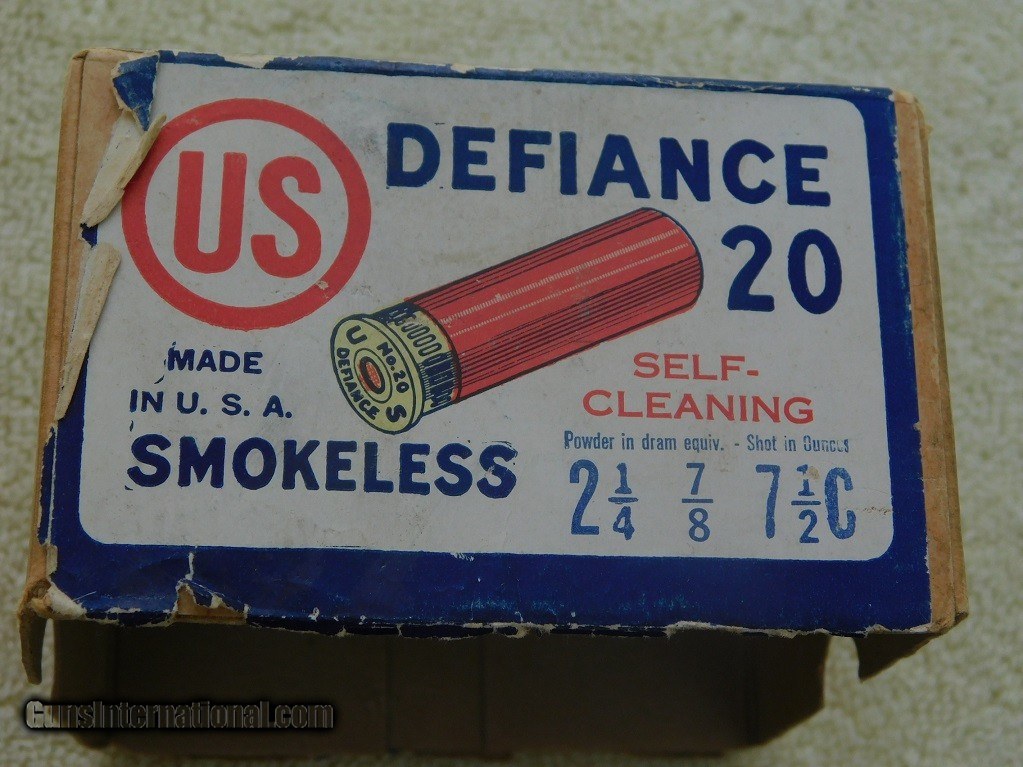 US
DEFIANCE
20
U No. 20 S
DEFIANCE
MADE
IN U. S. A.
SMOKELESS
SELF-
CLEANING
Powder in dram equiv. - Shot in Ounces
2 1/4 7/8 7 1/2 C
GunsInternational.com